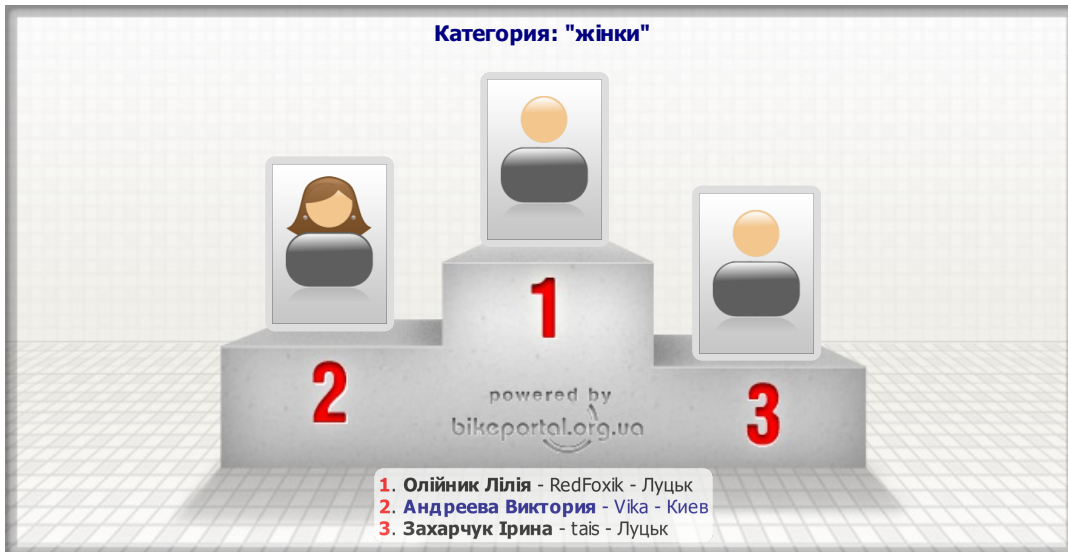 Категория: "жінки"
1
2
3
powered by
bikeportal.org.ua
1. Олійник Лілія - RedFoxik - Луцьк
2. Андреева Виктория - Vika - Киев
3. Захарчук Ірина - tais - Луцьк